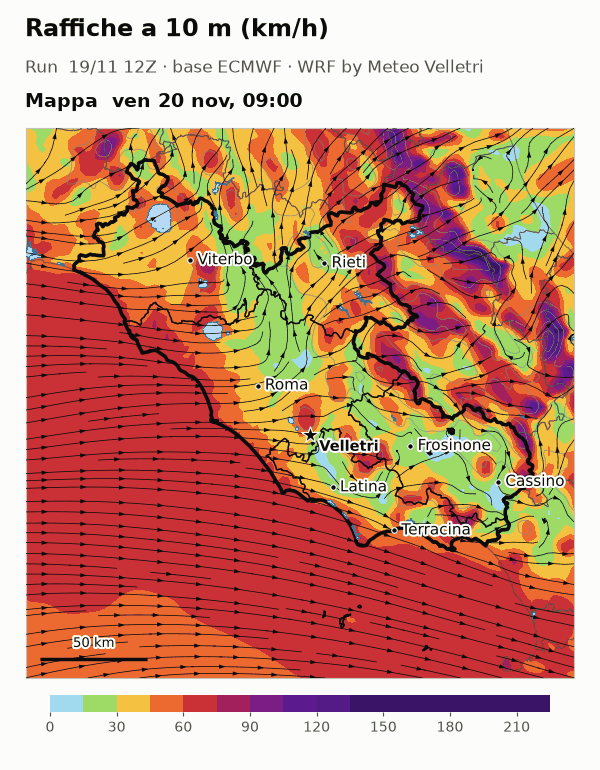 Raffiche a 10 m (km/h)
Run  19/11 12Z · base ECMWF · WRF by Meteo Velletri
Mappa  ven 20 nov, 09:00
Viterbo
Rieti
Roma
Velletri
Frosinone
Latina
Cassino
Terracina
50 km
0 30 60 90 120 150 180 210